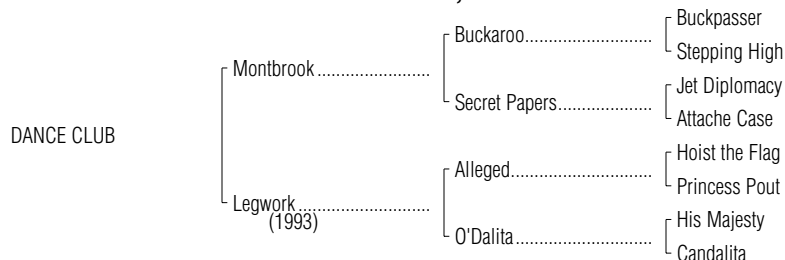 Buckpasser
Buckaroo..........................
Stepping High
Montbrook........................
Jet Diplomacy
Secret Papers....................
Attache Case
DANCE CLUB
Hoist the Flag
Alleged..............................
Princess Pout
Legwork............................
(1993)
His Majesty
O'Dalita.............................
Candalita